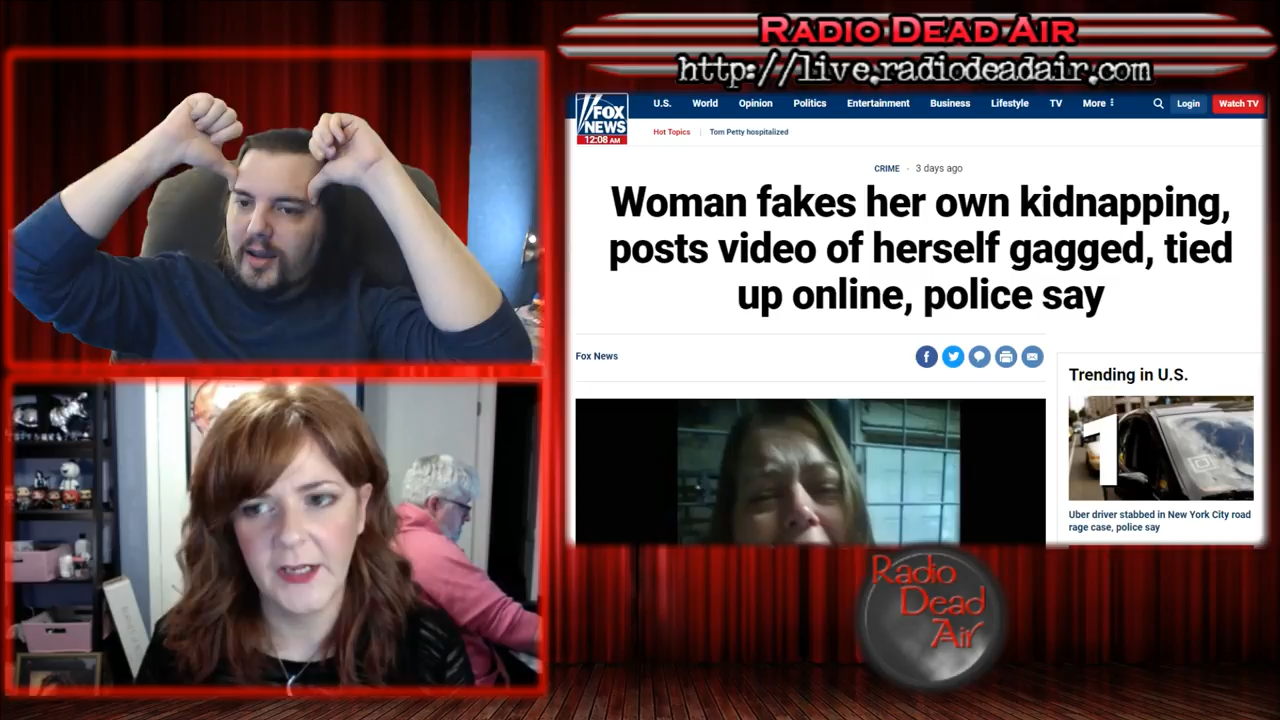 RADIO DEAD AIR
http://live.radiodeadair.com
FOX
NEWS
12:08 AM
U.S. World Opinion Politics Entertainment Business Lifestyle TV More Login Watch TV
Hot Topics | Tom Petty hospitalized
CRIME · 3 days ago
Woman fakes her own kidnapping,
posts video of herself gagged, tied
up online, police say
Fox News
Trending in U.S.
1
Uber driver stabbed in New York City road
rage case, police say
Radio
Dead
Air